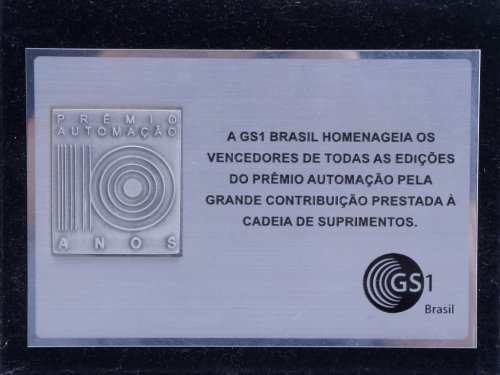 PRÊMIO
AUTOMAÇÃO
10
ANOS
A GS1 BRASIL HOMENAGEIA OS
VENCEDORES DE TODAS AS EDIÇÕES
DO PRÊMIO AUTOMAÇÃO PELA
GRANDE CONTRIBUIÇÃO PRESTADA À
CADEIA DE SUPRIMENTOS.
GS1
Brasil